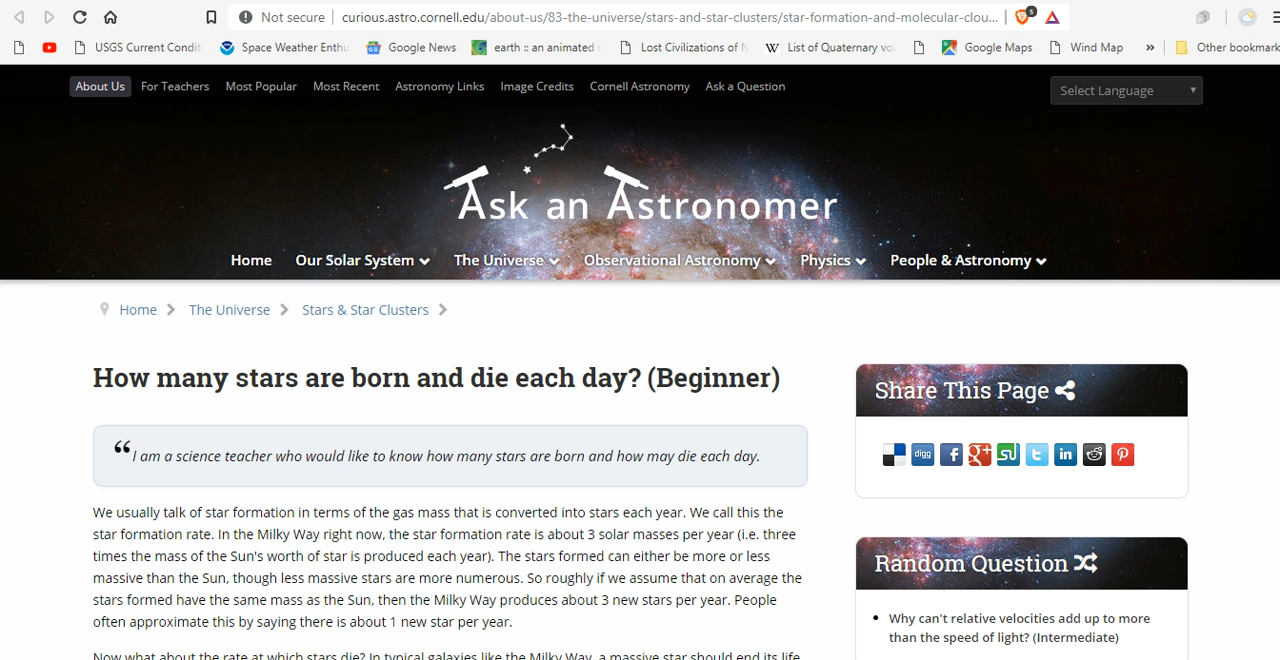 Not secure curious.astro.cornell.edu/about-us/83-the-universe/stars-and-star-clusters/star-formation-and-molecular-clou... 5
USGS Current Condit Space Weather Enthu Google News earth :: an animated Lost Civilizations of List of Quaternary vo Google Maps Wind Map » Other bookmark
About Us For Teachers Most Popular Most Recent Astronomy Links Image Credits Cornell Astronomy Ask a Question Select Language
Ask an Astronomer
Home Our Solar System The Universe Observational Astronomy Physics People & Astronomy
Home The Universe Stars & Star Clusters
How many stars are born and die each day? (Beginner)
“ I am a science teacher who would like to know how many stars are born and how may die each day.
We usually talk of star formation in terms of the gas mass that is converted into stars each year. We call this the
star formation rate. In the Milky Way right now, the star formation rate is about 3 solar masses per year (i.e. three
times the mass of the Sun's worth of star is produced each year). The stars formed can either be more or less
massive than the Sun, though less massive stars are more numerous. So roughly if we assume that on average the
stars formed have the same mass as the Sun, then the Milky Way produces about 3 new stars per year. People
often approximate this by saying there is about 1 new star per year.
Now what about the rate at which stars die? In typical galaxies like the Milky Way, a massive star should end its life
Share This Page
digg f g+ t in
Random Question
Why can't relative velocities add up to more
than the speed of light? (Intermediate)